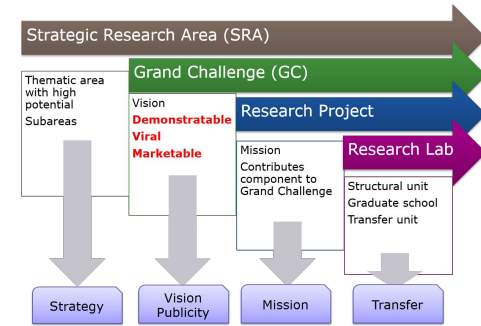 Strategic Research Area (SRA)
Grand Challenge (GC)
Research Project
Research Lab
Thematic area
with high
potential
Subareas
Vision
Demonstratable
Viral
Marketable
Mission
Contributes
component to
Grand Challenge
Structural unit
Graduate school
Transfer unit
Strategy
Vision
Publicity
Mission
Transfer